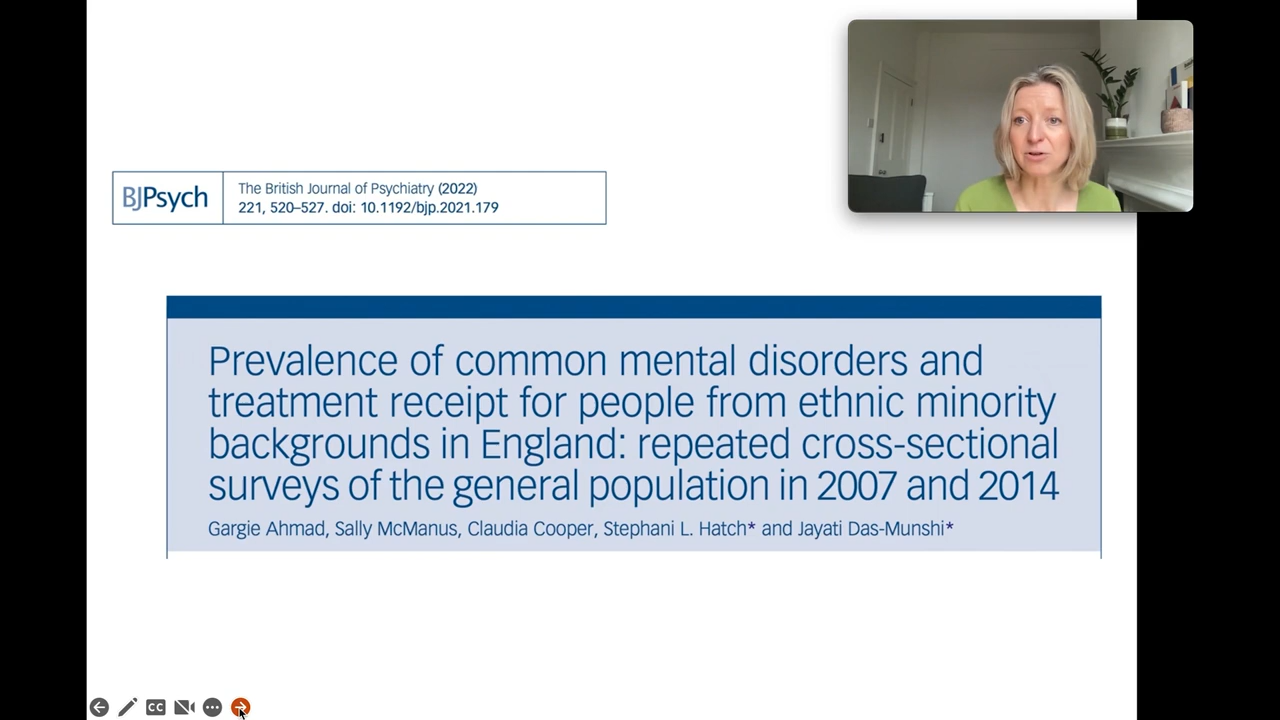 BJPsych
The British Journal of Psychiatry (2022)
221, 520–527. doi: 10.1192/bjp.2021.179
Prevalence of common mental disorders and
treatment receipt for people from ethnic minority
backgrounds in England: repeated cross-sectional
surveys of the general population in 2007 and 2014
Gargie Ahmad, Sally McManus, Claudia Cooper, Stephani L. Hatch* and Jayati Das-Munshi*
CC